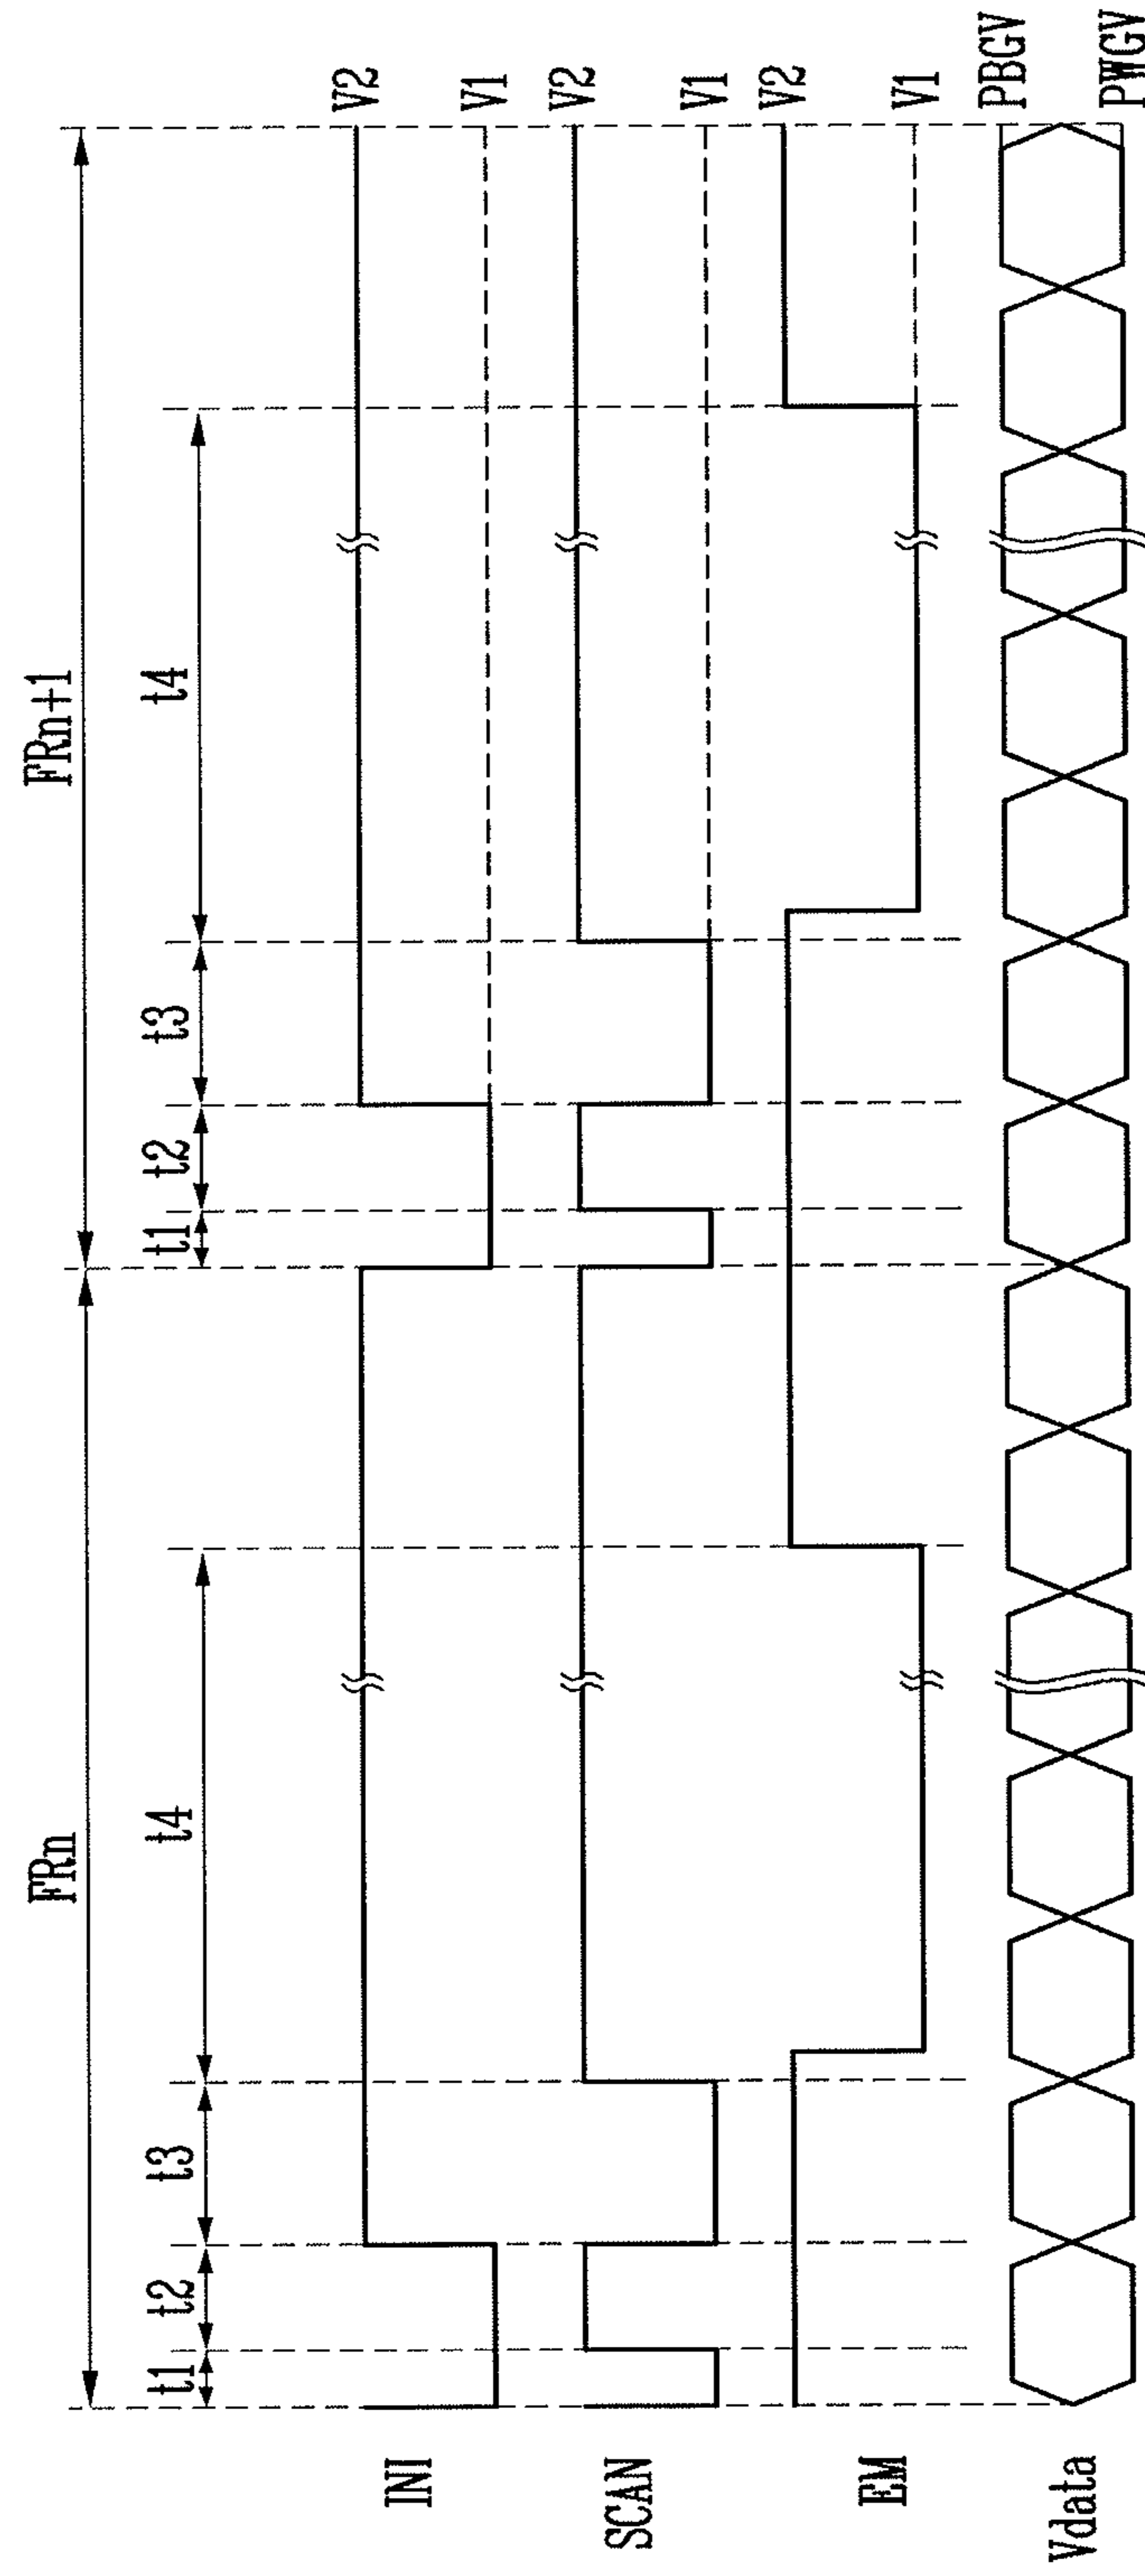 FRn FRn+1
t1 t2 t3 t4 t1 t2 t3 t4
INI V2
V1
SCAN V2
V1
EM V2
V1
Vdata PBGV
PWGV